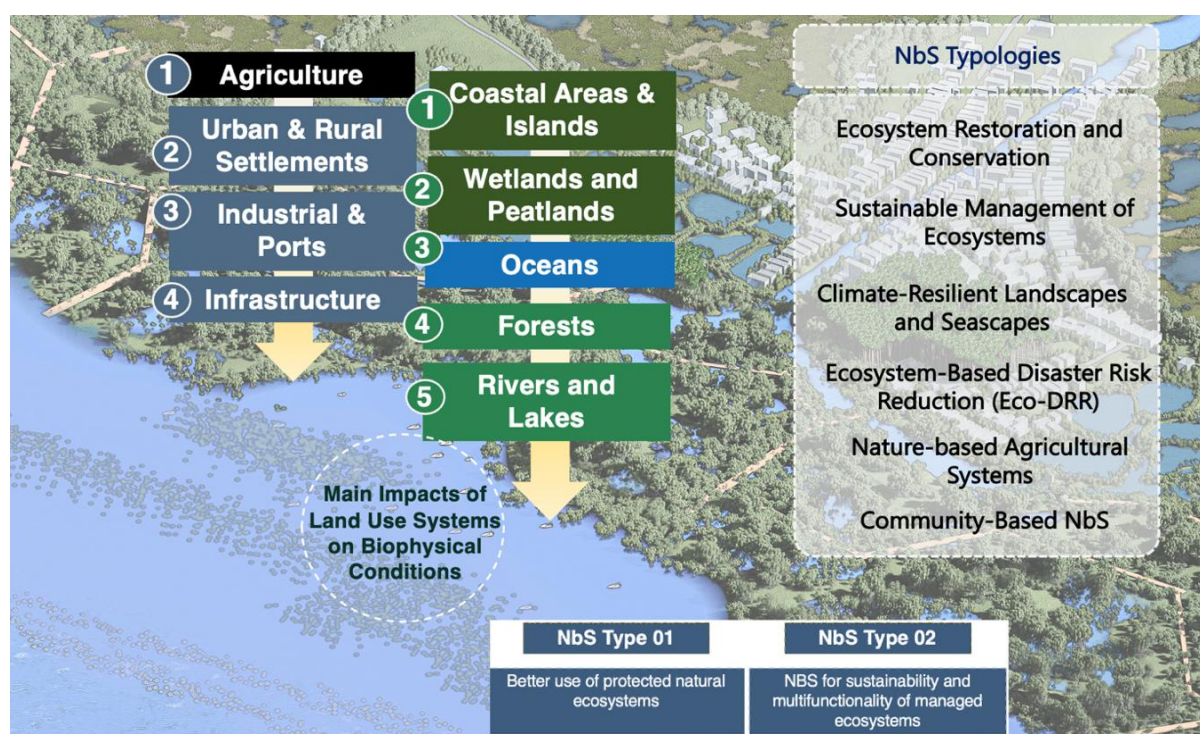 1
Agriculture
2
Urban & Rural
Settlements
3
Industrial &
Ports
4
Infrastructure
1
Coastal Areas &
Islands
2
Wetlands and
Peatlands
3
Oceans
4
Forests
5
Rivers and
Lakes
Main Impacts of
Land Use Systems
on Biophysical
Conditions
NbS Typologies
Ecosystem Restoration and
Conservation
Sustainable Management of
Ecosystems
Climate-Resilient Landscapes
and Seascapes
Ecosystem-Based Disaster Risk
Reduction (Eco-DRR)
Nature-based Agricultural
Systems
Community-Based NbS
NbS Type 01
Better use of protected natural
ecosystems
NbS Type 02
NBS for sustainability and
multifunctionality of managed
ecosystems